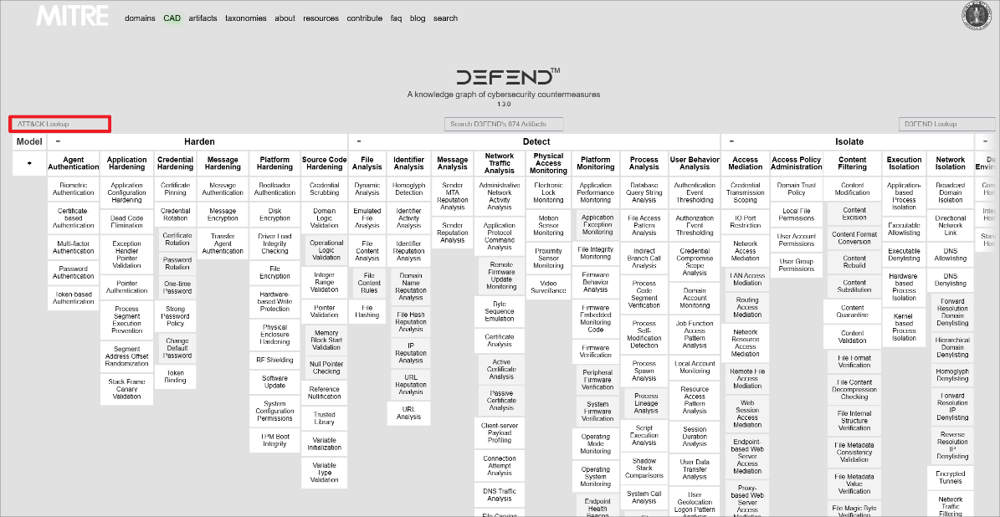 MITRE
domains CAD artifacts taxonomies about resources contribute faq blog search
DEFEND™
A knowledge graph of cybersecurity countermeasures
1.3.0
ATT&CK Lookup
Search D3FEND's 874 Artifacts
D3FEND Lookup
Model - Harden - Detect - Isolate -
+
Agent
Authentication
Biometric
Authentication
Certificate
based
Authentication
Multi-factor
Authentication
Password
Authentication
Token-based
Authentication
Application
Hardening
Application
Configuration
Hardening
Dead Code
Elimination
Exception
Handler
Pointer
Validation
Pointer
Authentication
Process
Segment
Execution
Prevention
Segment
Address Offset
Randomization
Stack Frame
Canary
Validation
Credential
Hardening
Certificate
Pinning
Credential
Rotation
Certificate
Rotation
Password
Rotation
One-time
Password
Strong
Password
Policy
Change
Default
Password
Token
Binding
Message
Hardening
Message
Authentication
Message
Encryption
Transfer
Agent
Authentication
Platform
Hardening
Bootloader
Authentication
Disk
Encryption
Driver Load
Integrity
Checking
File
Encryption
Hardware-
based Write
Protection
Physical
Enclosure
Hardening
RF Shielding
Software
Update
System
Configuration
Permissions
TPM Boot
Integrity
Source Code
Hardening
Credential
Scrubbing
Domain
Logic
Validation
Operational
Logic
Validation
Integer
Range
Validation
Pointer
Validation
Memory
Block Start
Validation
Null Pointer
Checking
Reference
Nullification
Trusted
Library
Variable
Initialization
Variable
Type
Validation
File
Analysis
Dynamic
Analysis
Emulated
File
Analysis
File
Content
Analysis
File
Content
Rules
File
Hashing
Identifier
Analysis
Homoglyph
Detection
Identifier
Activity
Analysis
Identifier
Reputation
Analysis
Domain
Name
Reputation
Analysis
File Hash
Reputation
Analysis
IP
Reputation
Analysis
URL
Reputation
Analysis
URL
Analysis
Message
Analysis
Sender
MTA
Reputation
Analysis
Sender
Reputation
Analysis
Network
Traffic
Analysis
Administrative
Network
Activity
Analysis
Application
Protocol
Command
Analysis
Remote
Firmware
Update
Monitoring
Byte
Sequence
Emulation
Certificate
Analysis
Active
Certificate
Analysis
Passive
Certificate
Analysis
Client-server
Payload
Profiling
Connection
Attempt
Analysis
DNS Traffic
Analysis
File Carving
Physical
Access
Monitoring
Electronic
Lock
Monitoring
Motion
Sensor
Monitoring
Proximity
Sensor
Monitoring
Video
Surveillance
Platform
Monitoring
Application
Performance
Monitoring
Application
Exception
Monitoring
File Integrity
Monitoring
Firmware
Behavior
Analysis
Firmware
Embedded
Monitoring
Code
Firmware
Verification
Peripheral
Firmware
Verification
System
Firmware
Verification
Operating
Mode
Monitoring
Operating
System
Monitoring
Endpoint
Health
Beacon
Process
Analysis
Database
Query String
Analysis
File Access
Pattern
Analysis
Indirect
Branch Call
Analysis
Process
Code
Segment
Verification
Process
Self-
Modification
Detection
Process
Spawn
Analysis
Process
Lineage
Analysis
Script
Execution
Analysis
Shadow
Stack
Comparisons
System Call
Analysis
User Behavior
Analysis
Authentication
Event
Thresholding
Authorization
Event
Thresholding
Credential
Compromise
Scope
Analysis
Domain
Account
Monitoring
Job Function
Access
Pattern
Analysis
Local Account
Monitoring
Resource
Access
Pattern
Analysis
Session
Duration
Analysis
User Data
Transfer
Analysis
User
Geolocation
Logon Pattern
Analysis
Access
Mediation
Credential
Transmission
Scoping
IO Port
Restriction
Network
Access
Mediation
LAN Access
Mediation
Routing
Access
Mediation
Network
Resource
Access
Mediation
Remote File
Access
Mediation
Web
Session
Access
Mediation
Endpoint-
based Web
Server
Access
Mediation
Proxy-
based Web
Server
Access
Mediation
Access Policy
Administration
Domain Trust
Policy
Local File
Permissions
User Account
Permissions
User Group
Permissions
Content
Filtering
Content
Modification
Content
Excision
Content Format
Conversion
Content
Rebuild
Content
Substitution
Content
Quarantine
Content
Validation
File Format
Verification
File Content
Decompression
Checking
File Internal
Structure
Verification
File Metadata
Consistency
Validation
File Metadata
Value
Verification
File Magic Byte
Verification
Execution
Isolation
Application-
based
Process
Isolation
Executable
Allowlisting
Executable
Denylisting
Hardware
based
Process
Isolation
Kernel
based
Process
Isolation
Network
Isolation
Broadcast
Domain
Isolation
Directional
Network
Link
DNS
Allowlisting
DNS
Denylisting
Forward
Resolution
Domain
Denylisting
Hierarchical
Domain
Denylisting
Homoglyph
Denylisting
Forward
Resolution
IP
Denylisting
Reverse
Resolution
IP
Denylisting
Encrypted
Tunnels
Network
Traffic
Filtering